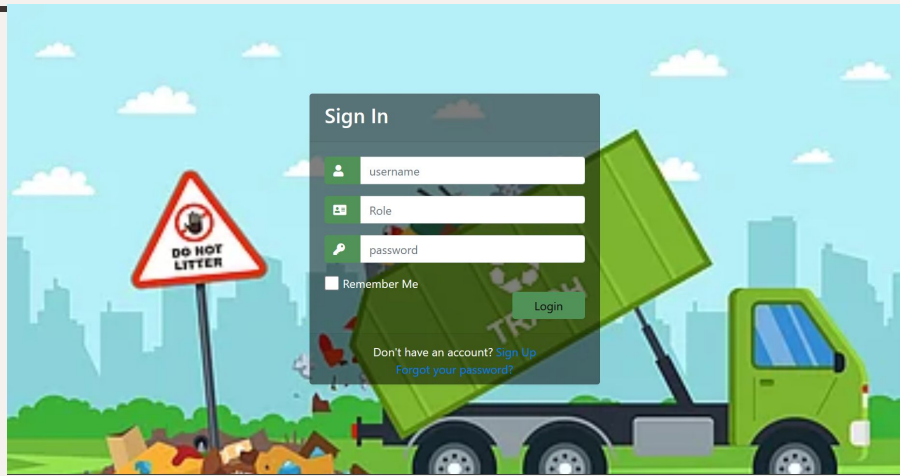 Sign In
username
Role
password
Remember Me
Login
Don't have an account? Sign Up
Forgot your password?
DO NOT
LITTER
TRASH